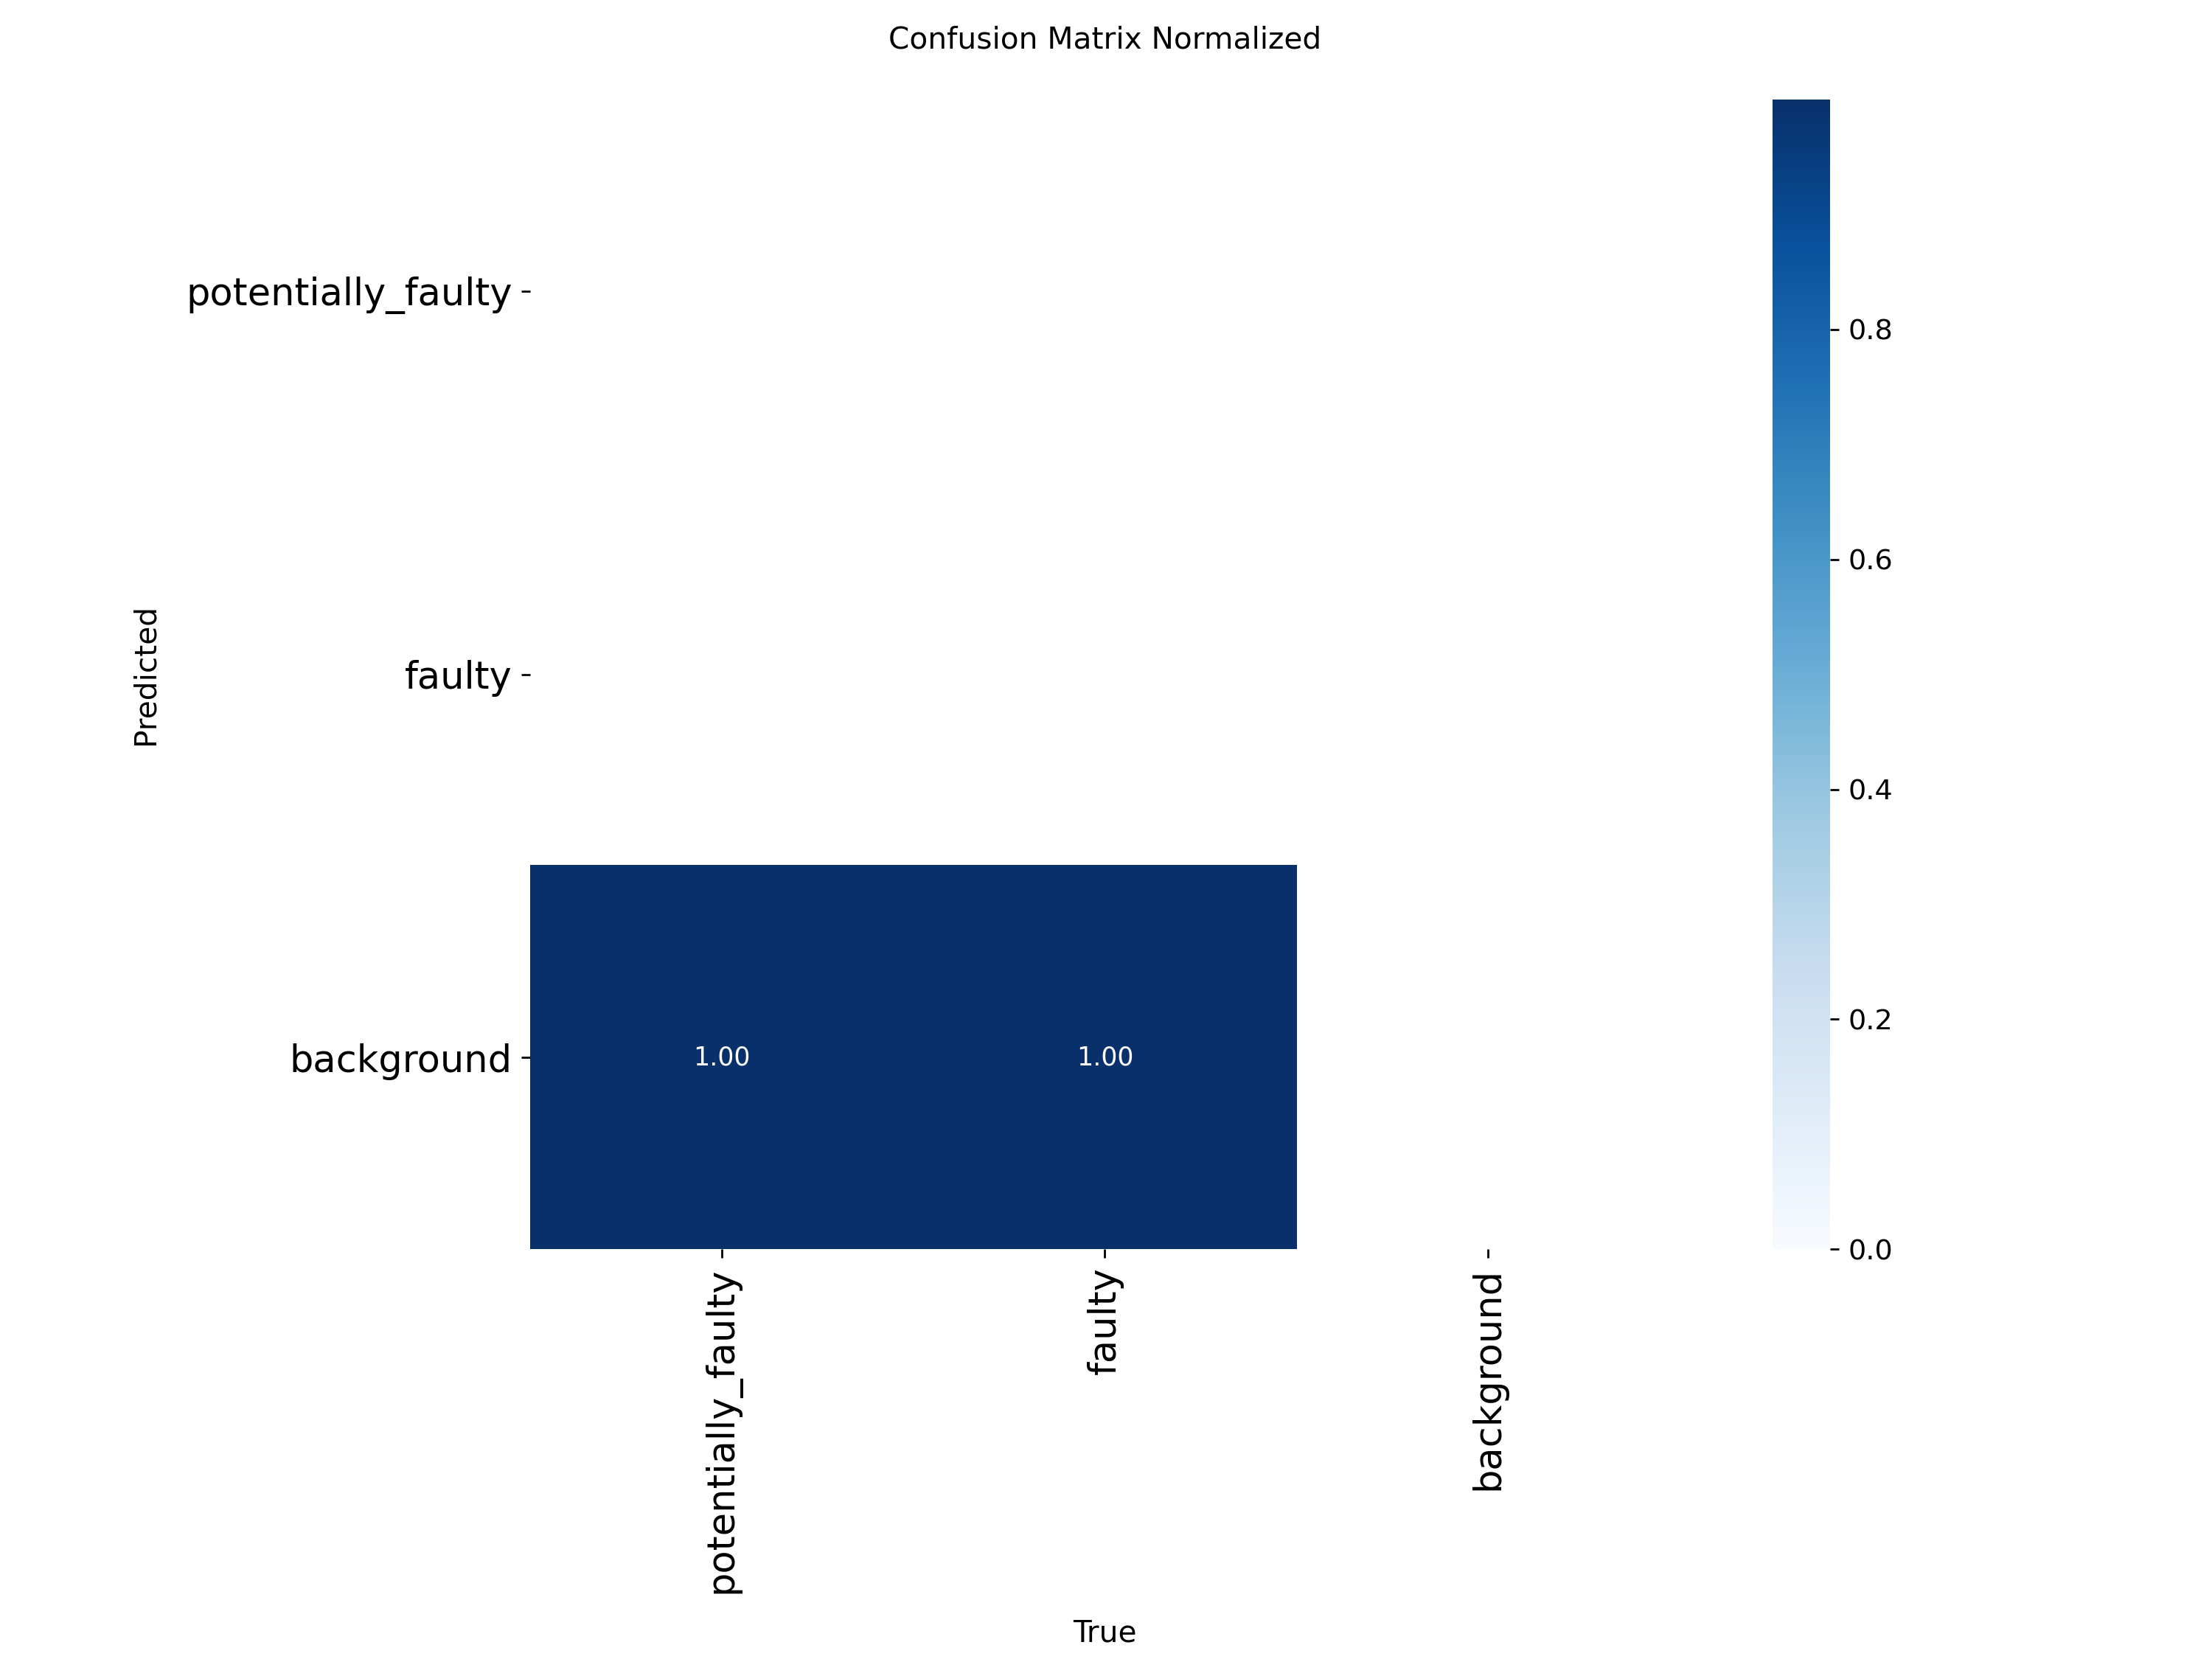 Confusion Matrix Normalized
potentially_faulty
faulty
background
Predicted
1.00 1.00
potentially_faulty
faulty
background
True
0.8
0.6
0.4
0.2
0.0